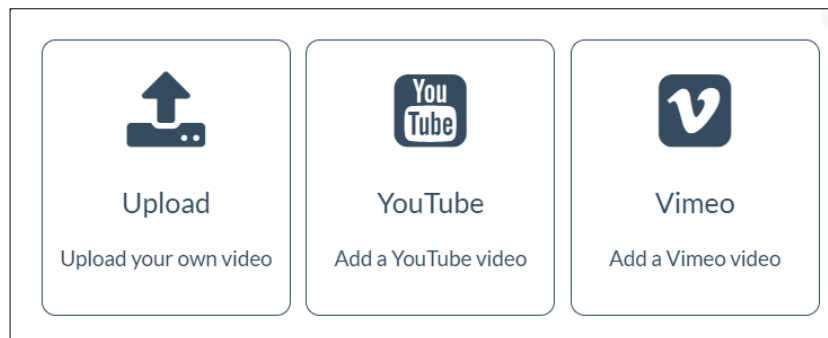 You
Tube
Upload
Upload your own video
YouTube
Add a YouTube video
Vimeo
Add a Vimeo video